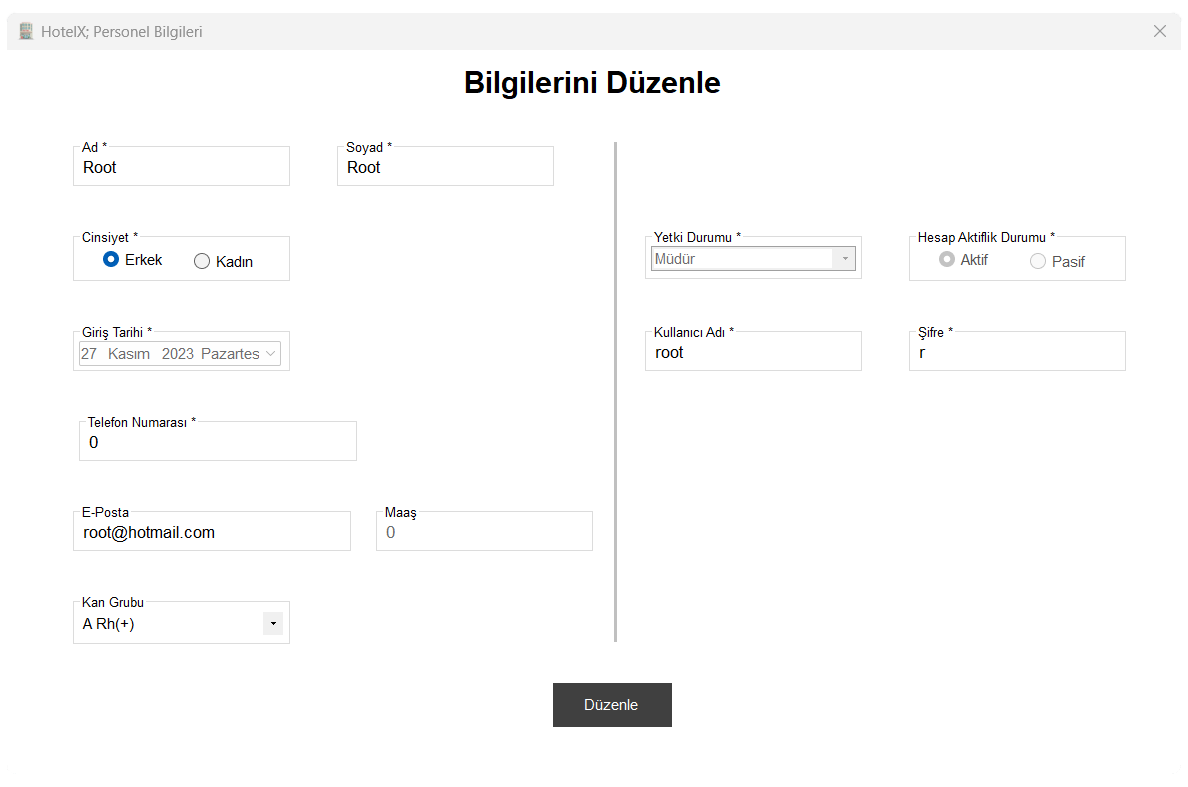 HotelX; Personel Bilgileri
Bilgilerini Düzenle
Ad *
Root
Soyad *
Root
Cinsiyet *
Erkek
Kadın
Yetki Durumu *
Müdür
Hesap Aktiflik Durumu *
Aktif
Pasif
Giriş Tarihi *
27 Kasım 2023 Pazartes
Kullanıcı Adı *
root
Şifre *
r
Telefon Numarası *
0
E-Posta
root@hotmail.com
Maaş
0
Kan Grubu
A Rh(+)
Düzenle